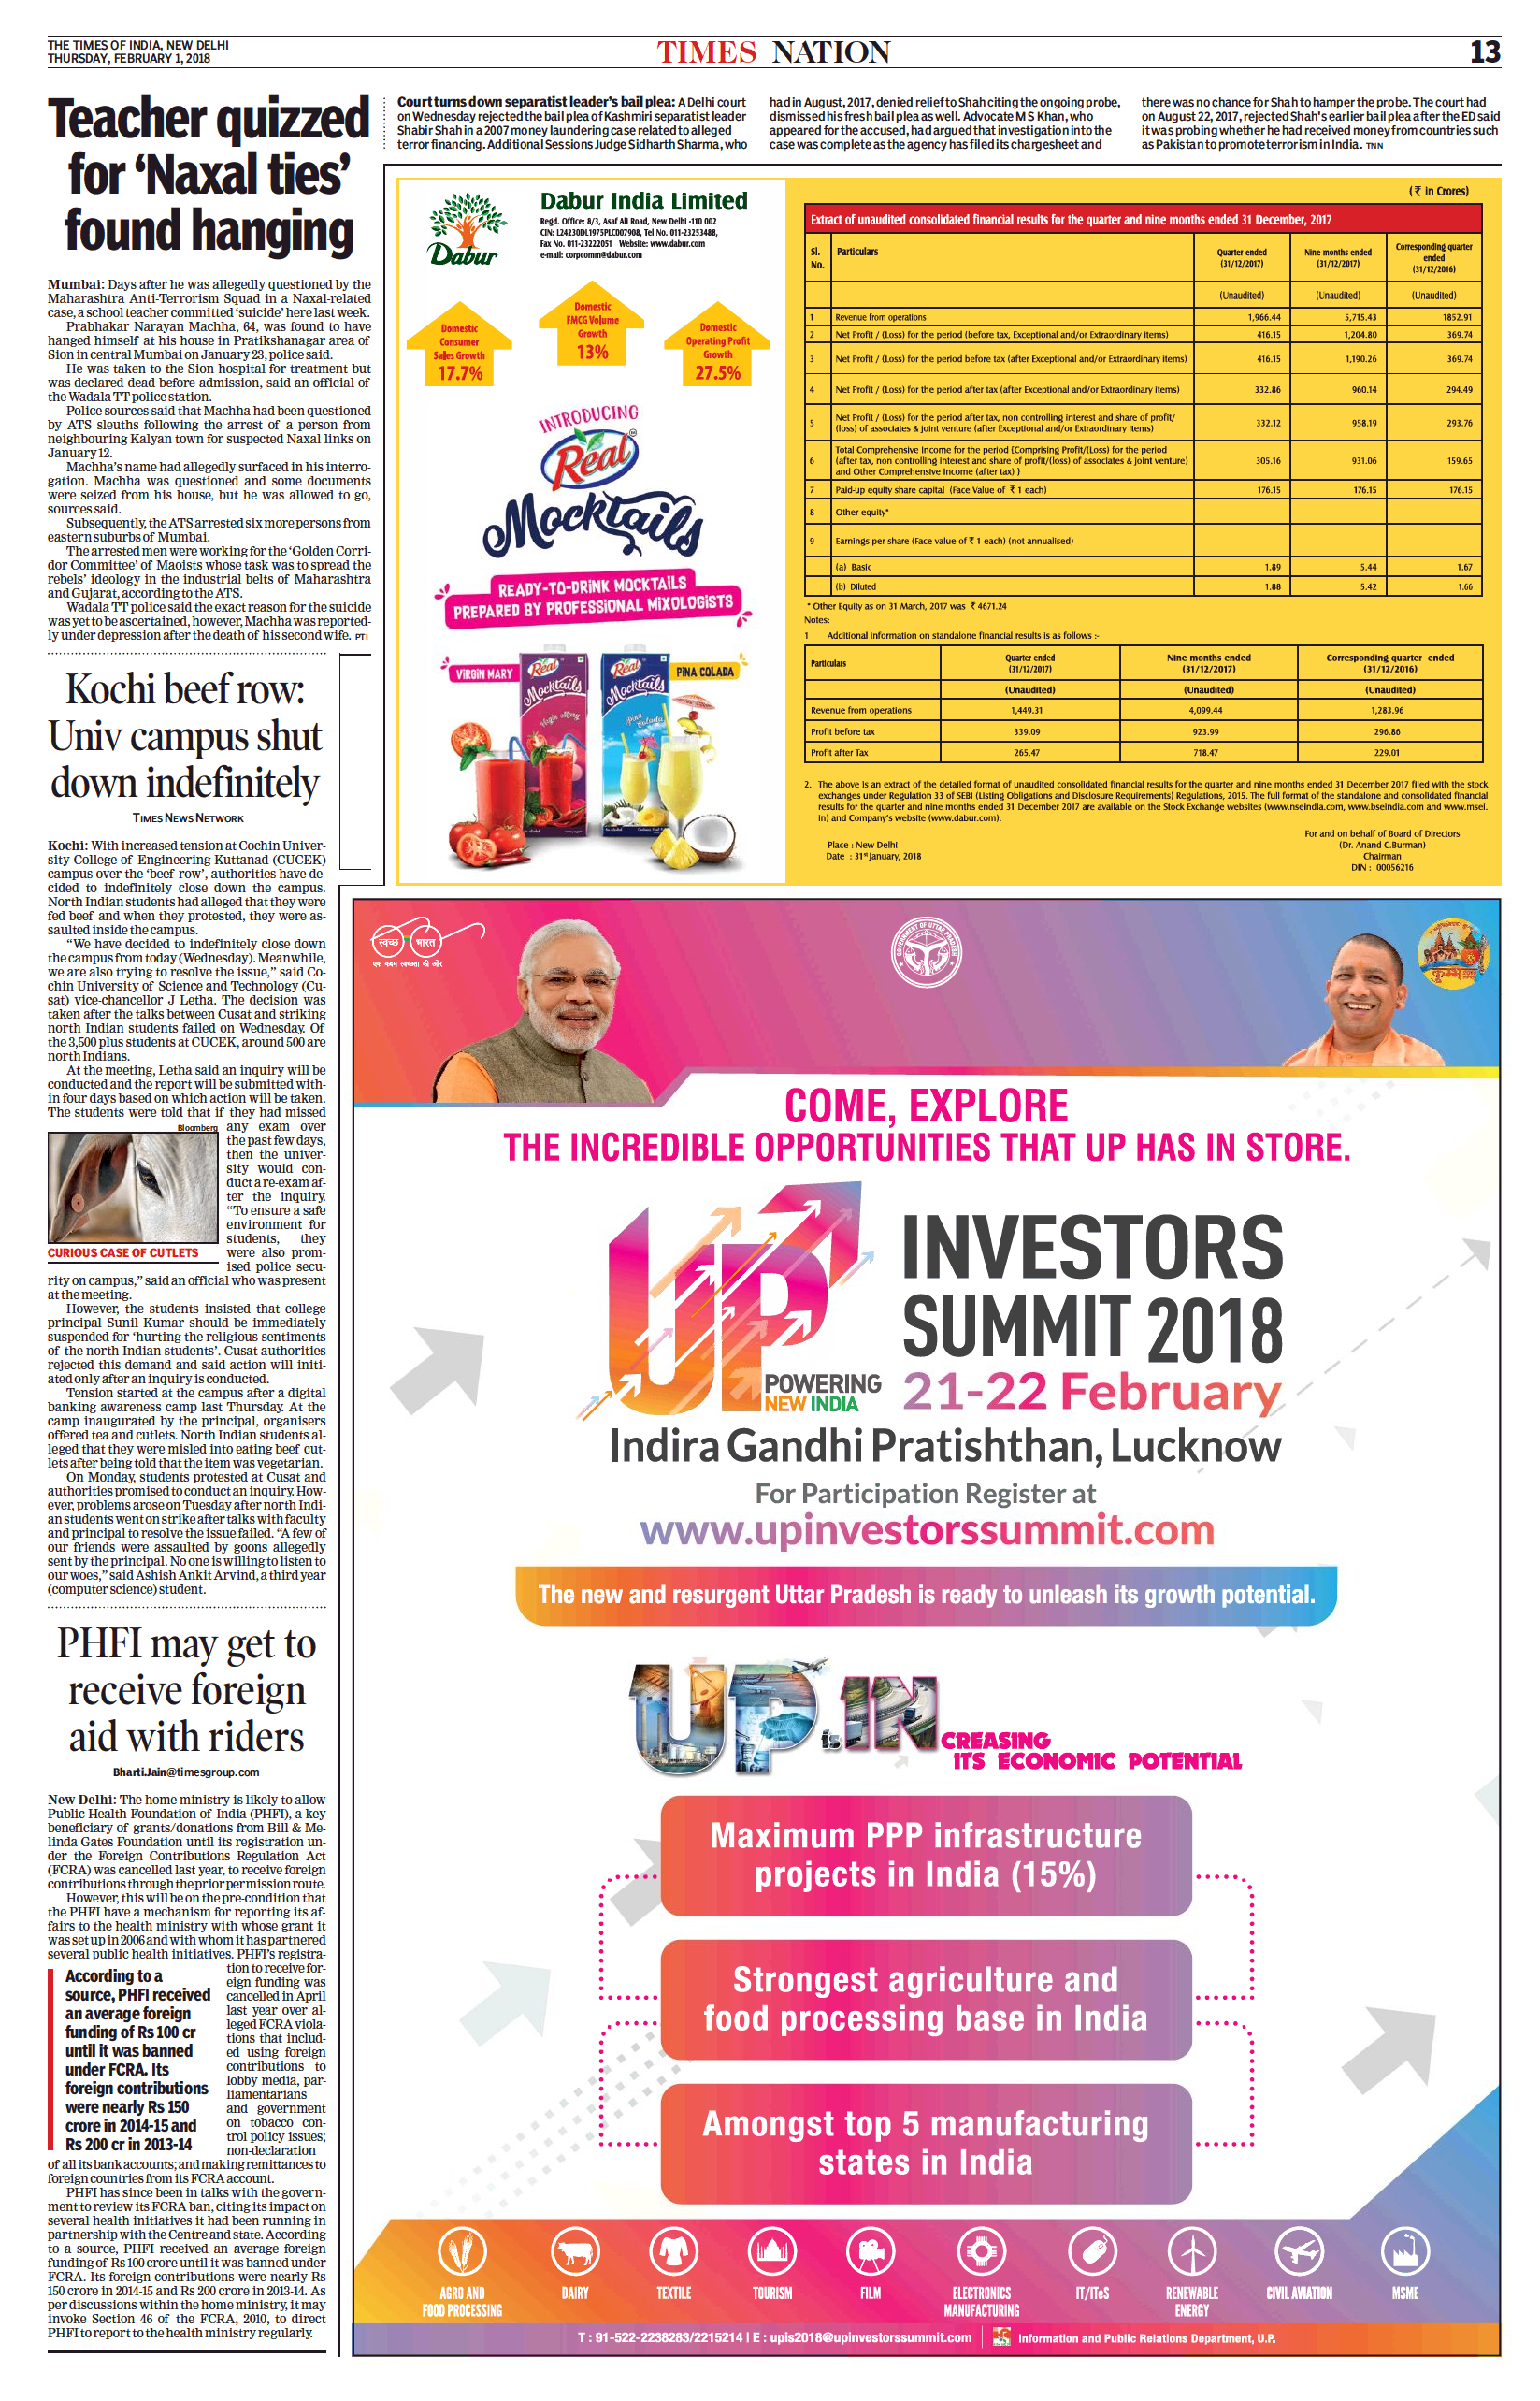 THE TIMES OF INDIA, NEW DELHI
THURSDAY, FEBRUARY 1, 2018
TIMES NATION
13
Teacher quizzed
for ‘Naxal ties’
found hanging
Mumbai: Days after he was allegedly questioned by the
Maharashtra Anti-Terrorism Squad in a Naxal-related
case, a school teacher committed ‘suicide’ here last week.
Prabhakar Narayan Machha, 64, was found to have
hanged himself at his house in Pratikshanagar area of
Sion in central Mumbai on January 23, police said.
He was taken to the Sion hospital for treatment but
was declared dead before admission, said an official of
the Wadala TT police station.
Police sources said that Machha had been questioned
by ATS sleuths following the arrest of a person from
neighbouring Kalyan town for suspected Naxal links on
January 12.
Machha’s name had allegedly surfaced in his interro-
gation. Machha was questioned and some documents
were seized from his house, but he was allowed to go,
sources said.
Subsequently, the ATS arrested six more persons from
eastern suburbs of Mumbai.
The arrested men were working for the ‘Golden Corri-
dor Committee’ of Maoists whose task was to spread the
rebels’ ideology in the industrial belts of Maharashtra
and Gujarat, according to the ATS.
Wadala TT police said the exact reason for the suicide
was yet to be ascertained, however, Machha was reported-
ly under depression after the death of his second wife. PTI
Kochi beef row:
Univ campus shut
down indefinitely
TIMES NEWS NETWORK
Kochi: With increased tension at Cochin Univer-
sity College of Engineering Kuttanad (CUCEK)
campus over the ‘beef row’, authorities have de-
cided to indefinitely close down the campus.
North Indian students had alleged that they were
fed beef and when they protested, they were as-
saulted inside the campus.
“We have decided to indefinitely close down
the campus from today (Wednesday). Meanwhile,
we are also trying to resolve the issue,” said Co-
chin University of Science and Technology (Cu-
sat) vice-chancellor J Letha. The decision was
taken after the talks between Cusat and striking
north Indian students failed on Wednesday. Of
the 3,500 plus students at CUCEK, around 500 are
north Indians.
At the meeting, Letha said an inquiry will be
conducted and the report will be submitted with-
in four days based on which action will be taken.
The students were told that if they had missed
any exam over
the past few days,
then the univer-
sity would con-
duct a re-exam af-
ter the inquiry.
“To ensure a safe
environment for
students, they
were also prom-
ised police secu-
rity on campus,” said an official who was present
at the meeting.
Bloomberg
CURIOUS CASE OF CUTLETS
However, the students insisted that college
principal Sunil Kumar should be immediately
suspended for ‘hurting the religious sentiments
of the north Indian students’. Cusat authorities
rejected this demand and said action will initi-
ated only after an inquiry is conducted.
Tension started at the campus after a digital
banking awareness camp last Thursday. At the
camp inaugurated by the principal, organisers
offered tea and cutlets. North Indian students al-
leged that they were misled into eating beef cut-
lets after being told that the item was vegetarian.
On Monday, students protested at Cusat and
authorities promised to conduct an inquiry. How-
ever, problems arose on Tuesday after north Indi-
an students went on strike after talks with faculty
and principal to resolve the issue failed. “A few of
our friends were assaulted by goons allegedly
sent by the principal. No one is willing to listen to
our woes,” said Ashish Ankit Arvind, a third year
(computer science) student.
PHFI may get to
receive foreign
aid with riders
Bharti.Jain@timesgroup.com
New Delhi: The home ministry is likely to allow
Public Health Foundation of India (PHFI), a key
beneficiary of grants/donations from Bill & Me-
linda Gates Foundation until its registration un-
der the Foreign Contributions Regulation Act
(FCRA) was cancelled last year, to receive foreign
contributions through the prior permission route.
However, this will be on the pre-condition that
the PHFI have a mechanism for reporting its af-
fairs to the health ministry with whose grant it
was set up in 2006 and with whom it has partnered
several public health initiatives. PHFI’s registra-
tion to receive for-
eign funding was
cancelled in April
last year over al-
leged FCRA viola-
tions that includ-
ed using foreign
contributions to
lobby media, par-
liamentarians
and government
on tobacco con-
trol policy issues;
non-declaration
of all its bank accounts; and making remittances to
foreign countries from its FCRA account.
According to a
source, PHFI received
an average foreign
funding of Rs 100 cr
until it was banned
under FCRA. Its
foreign contributions
were nearly Rs 150
crore in 2014-15 and
Rs 200 cr in 2013-14
PHFI has since been in talks with the govern-
ment to review its FCRA ban, citing its impact on
several health initiatives it had been running in
partnership with the Centre and state. According
to a source, PHFI received an average foreign
funding of Rs 100 crore until it was banned under
FCRA. Its foreign contributions were nearly Rs
150 crore in 2014-15 and Rs 200 crore in 2013-14. As
per discussions within the home ministry, it may
invoke Section 46 of the FCRA, 2010, to direct
PHFI to report to the health ministry regularly.
Court turns down separatist leader’s bail plea: A Delhi court
on Wednesday rejected the bail plea of Kashmiri separatist leader
Shabir Shah in a 2007 money laundering case related to alleged
terror financing. Additional Sessions Judge Sidharth Sharma, who
had in August, 2017, denied relief to Shah citing the ongoing probe,
dismissed his fresh bail plea as well. Advocate M S Khan, who
appeared for the accused, had argued that investigation into the
case was complete as the agency has filed its chargesheet and
there was no chance for Shah to hamper the probe. The court had
on August 22, 2017, rejected Shah's earlier bail plea after the ED said
it was probing whether he had received money from countries such
as Pakistan to promote terrorism in India. TNN
Dabur
Dabur India Limited
Regd. Office: 8/3, Asaf Ali Road, New Delhi -110 002
CIN: L24230DL1975PLC007908, Tel No. 011-23253488,
Fax No. 011-23222051 Website: www.dabur.com
e-mail: corpcomm@dabur.com
Domestic
Consumer
Sales Growth
17.7%
Domestic
FMCG Volume
Growth
13%
Domestic
Operating Profit
Growth
27.5%
INTRODUCING
Real
Mocktails
READY-TO-DRINK MOCKTAILS
PREPARED BY PROFESSIONAL MIXOLOGISTS
VIRGIN MARY
PINA COLADA
Real
Mocktails
Virgin Mary
Real
Mocktails
Pina Colada
(₹ in Crores)
Extract of unaudited consolidated financial results for the quarter and nine months ended 31 December, 2017
Sl. No. Particulars Quarter ended (31/12/2017) Nine months ended (31/12/2017) Corresponding quarter ended (31/12/2016)
(Unaudited) (Unaudited) (Unaudited)
1 Revenue from operations 1,966.44 5,715.43 1852.91
2 Net Profit / (Loss) for the period (before tax, Exceptional and/or Extraordinary items) 416.15 1,204.80 369.74
3 Net Profit / (Loss) for the period before tax (after Exceptional and/or Extraordinary items) 416.15 1,190.26 369.74
4 Net Profit / (Loss) for the period after tax (after Exceptional and/or Extraordinary items) 332.86 960.14 294.49
5 Net Profit / (Loss) for the period after tax, non controlling interest and share of profit/
(loss) of associates & joint venture (after Exceptional and/or Extraordinary items) 332.12 958.19 293.76
6 Total Comprehensive Income for the period [Comprising Profit/(Loss) for the period
(after tax, non controlling interest and share of profit/(loss) of associates & joint venture)
and Other Comprehensive Income (after tax) ] 305.16 931.06 159.65
7 Paid-up equity share capital (Face Value of ₹ 1 each) 176.15 176.15 176.15
8 Other equity*
9 Earnings per share (Face value of ₹ 1 each) (not annualised)
(a) Basic 1.89 5.44 1.67
(b) Diluted 1.88 5.42 1.66
* Other Equity as on 31 March, 2017 was ₹ 4671.24
Notes:
1 Additional information on standalone financial results is as follows :-
Particulars Quarter ended (31/12/2017) Nine months ended (31/12/2017) Corresponding quarter ended (31/12/2016)
(Unaudited) (Unaudited) (Unaudited)
Revenue from operations 1,449.31 4,099.44 1,283.96
Profit before tax 339.09 923.99 296.86
Profit after Tax 265.47 718.47 229.01
2. The above is an extract of the detailed format of unaudited consolidated financial results for the quarter and nine months ended 31 December 2017 filed with the stock
exchanges under Regulation 33 of SEBI (Listing Obligations and Disclosure Requirements) Regulations, 2015. The full format of the standalone and consolidated financial
results for the quarter and nine months ended 31 December 2017 are available on the Stock Exchange websites (www.nseindia.com, www.bseindia.com and www.msei.
in) and Company's website (www.dabur.com).
Place : New Delhi
Date : 31st January, 2018
For and on behalf of Board of Directors
(Dr. Anand C.Burman)
Chairman
DIN : 00056216
स्वच्छ भारत
एक कदम स्वच्छता की ओर
GOVERNMENT OF UTTAR PRADESH
कुम्भ
COME, EXPLORE
THE INCREDIBLE OPPORTUNITIES THAT UP HAS IN STORE.
UP
POWERING
NEW INDIA
INVESTORS
SUMMIT 2018
21-22 February
Indira Gandhi Pratishthan, Lucknow
For Participation Register at
www.upinvestorssummit.com
The new and resurgent Uttar Pradesh is ready to unleash its growth potential.
UP is INCREASING
ITS ECONOMIC POTENTIAL
Maximum PPP infrastructure
projects in India (15%)
Strongest agriculture and
food processing base in India
Amongst top 5 manufacturing
states in India
AGRO AND
FOOD PROCESSING
DAIRY
TEXTILE
TOURISM
FILM
ELECTRONICS
MANUFACTURING
IT/ITeS
RENEWABLE
ENERGY
CIVIL AVIATION
MSME
T : 91-522-2238283/2215214 I E : upis2018@upinvestorssummit.com
Information and Public Relations Department, U.P.